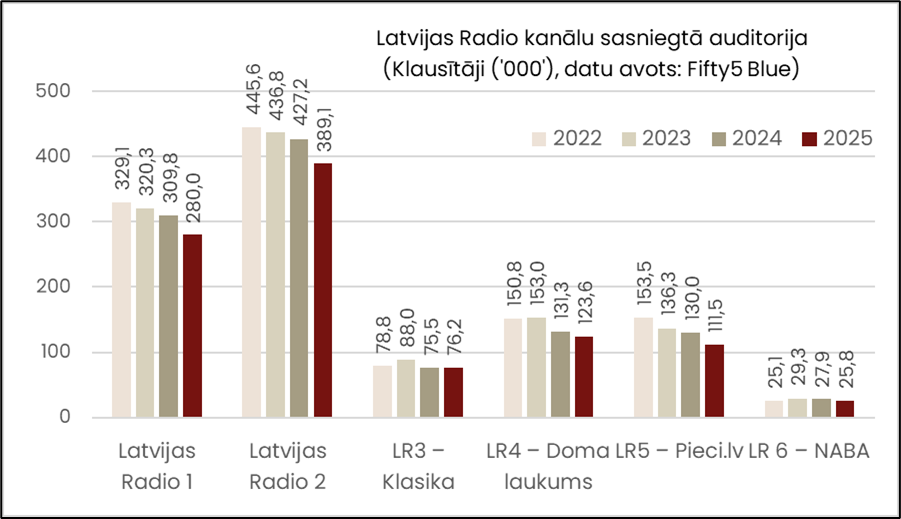 Latvijas Radio kanālu sasniegtā auditorija
(Klausītāji ('000'), datu avots: Fifty5 Blue)
2022 2023 2024 2025
500
400
300
200
100
0
329,1 320,3 309,8 280,0
445,6 436,8 427,2 389,1
78,8 88,0 75,5 76,2
150,8 153,0 131,3 123,6
153,5 136,3 130,0 111,5
25,1 29,3 27,9 25,8
Latvijas
Radio 1
Latvijas
Radio 2
LR3 –
Klasika
LR4 – Doma
laukums
LR5 – Pieci.lv
LR 6 – NABA